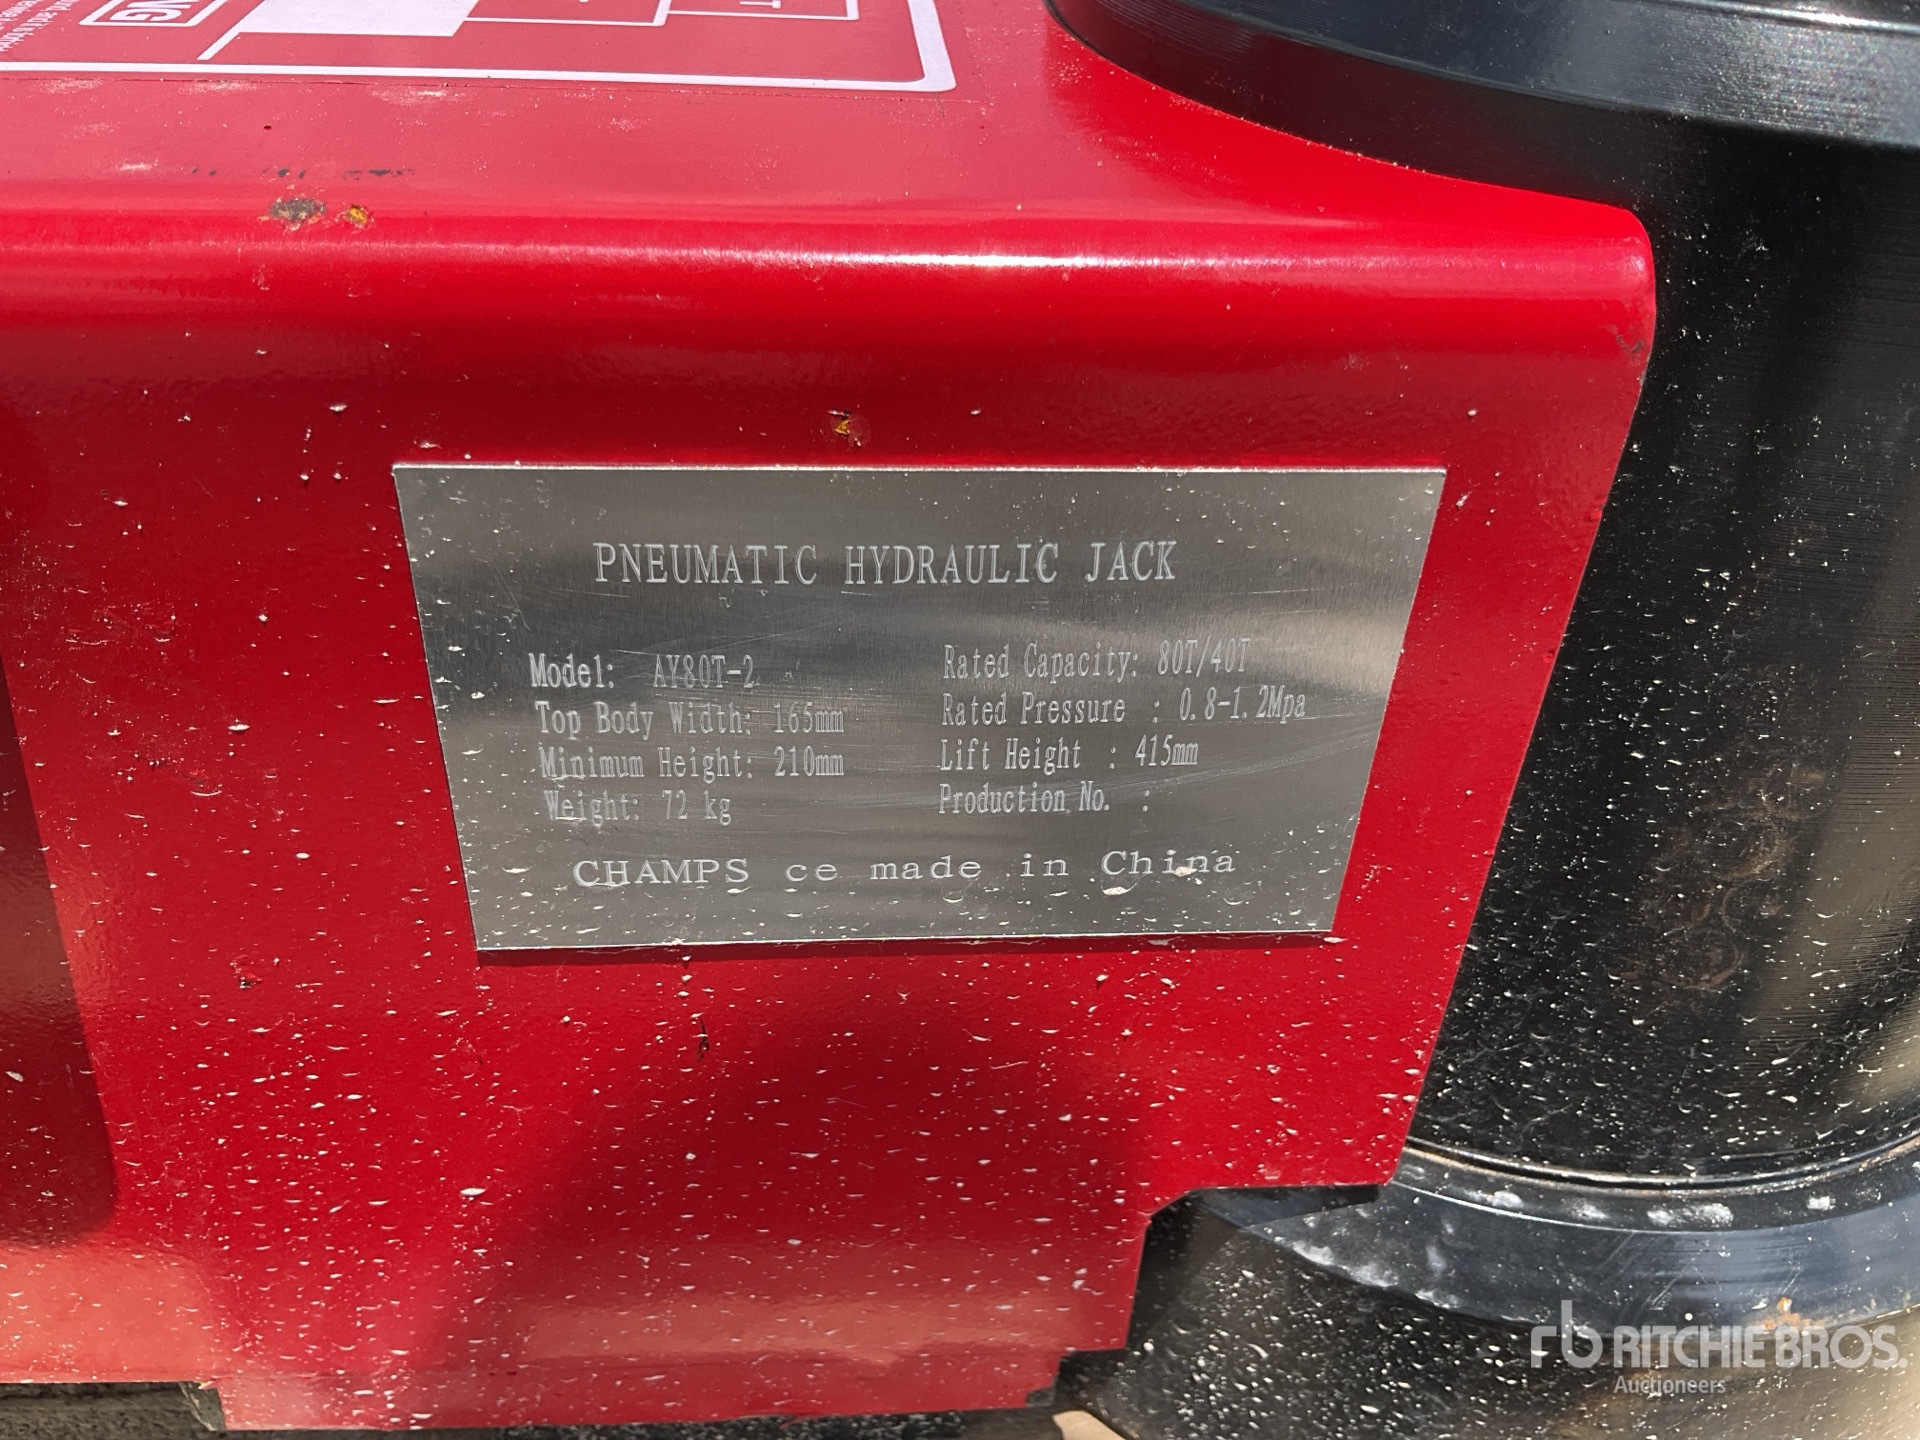 NG
T
PNEUMATIC HYDRAULIC JACK
Model: AY80T-2
Rated Capacity: 80T/40T
Top Body Width: 165mm
Rated Pressure : 0.8-1.2Mpa
Minimum Height: 210mm
Lift Height : 415mm
Weight: 72 kg
Production No. :
CHAMPS ce made in China
rb RITCHIE BROS.
Auctioneers